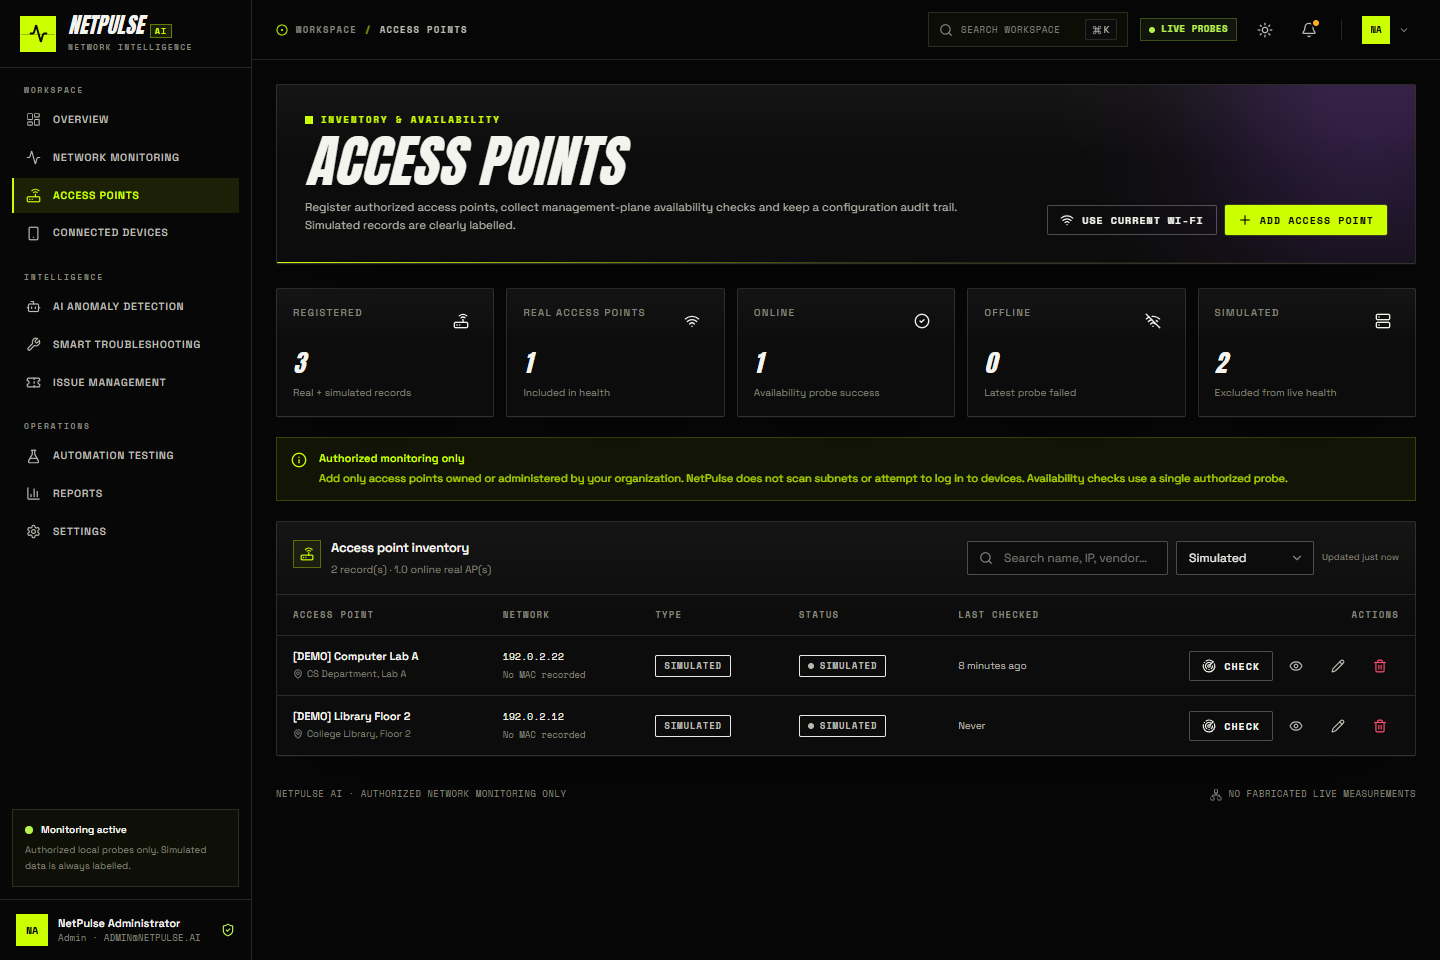 NETPULSE AI
NETWORK INTELLIGENCE
WORKSPACE
OVERVIEW
NETWORK MONITORING
ACCESS POINTS
CONNECTED DEVICES
INTELLIGENCE
AI ANOMALY DETECTION
SMART TROUBLESHOOTING
ISSUE MANAGEMENT
OPERATIONS
AUTOMATION TESTING
REPORTS
SETTINGS
Monitoring active
Authorized local probes only. Simulated
data is always labelled.
NA
NetPulse Administrator
Admin · ADMIN@NETPULSE.AI
WORKSPACE / ACCESS POINTS
SEARCH WORKSPACE ⌘K
LIVE PROBES
NA
INVENTORY & AVAILABILITY
ACCESS POINTS
Register authorized access points, collect management-plane availability checks and keep a configuration audit trail.
Simulated records are clearly labelled.
USE CURRENT WI-FI
ADD ACCESS POINT
REGISTERED
3
Real + simulated records
REAL ACCESS POINTS
1
Included in health
ONLINE
1
Availability probe success
OFFLINE
0
Latest probe failed
SIMULATED
2
Excluded from live health
Authorized monitoring only
Add only access points owned or administered by your organization. NetPulse does not scan subnets or attempt to log in to devices. Availability checks use a single authorized probe.
Access point inventory
2 record(s) · 1.0 online real AP(s)
Search name, IP, vendor...
Simulated
Updated just now
ACCESS POINT NETWORK TYPE STATUS LAST CHECKED ACTIONS
[DEMO] Computer Lab A
CS Department, Lab A
192.0.2.22
No MAC recorded
SIMULATED
SIMULATED
8 minutes ago
CHECK
[DEMO] Library Floor 2
College Library, Floor 2
192.0.2.12
No MAC recorded
SIMULATED
SIMULATED
Never
CHECK
NETPULSE AI · AUTHORIZED NETWORK MONITORING ONLY
NO FABRICATED LIVE MEASUREMENTS